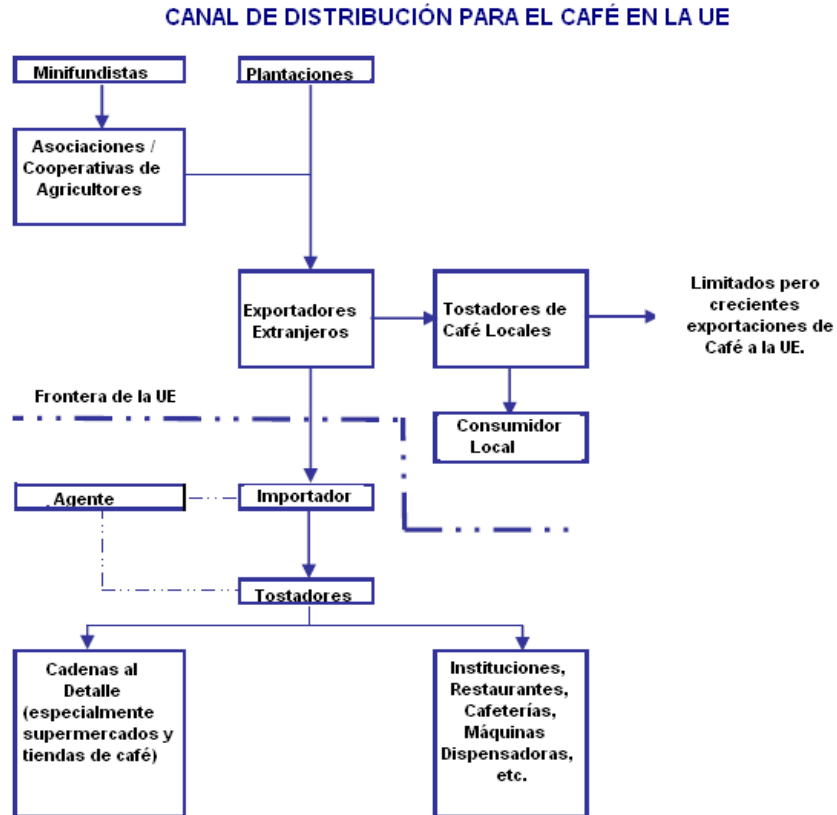 CANAL DE DISTRIBUCIÓN PARA EL CAFÉ EN LA UE
Minifundistas
Plantaciones
Asociaciones /
Cooperativas de
Agricultores
Exportadores
Extranjeros
Tostadores de
Café Locales
Limitados pero
crecientes
exportaciones de
Café a la UE.
Frontera de la UE
Consumidor
Local
Agente
Importador
Tostadores
Cadenas al
Detalle
(especialmente
supermercados y
tiendas de café)
Instituciones,
Restaurantes,
Cafeterías,
Máquinas
Dispensadoras,
etc.